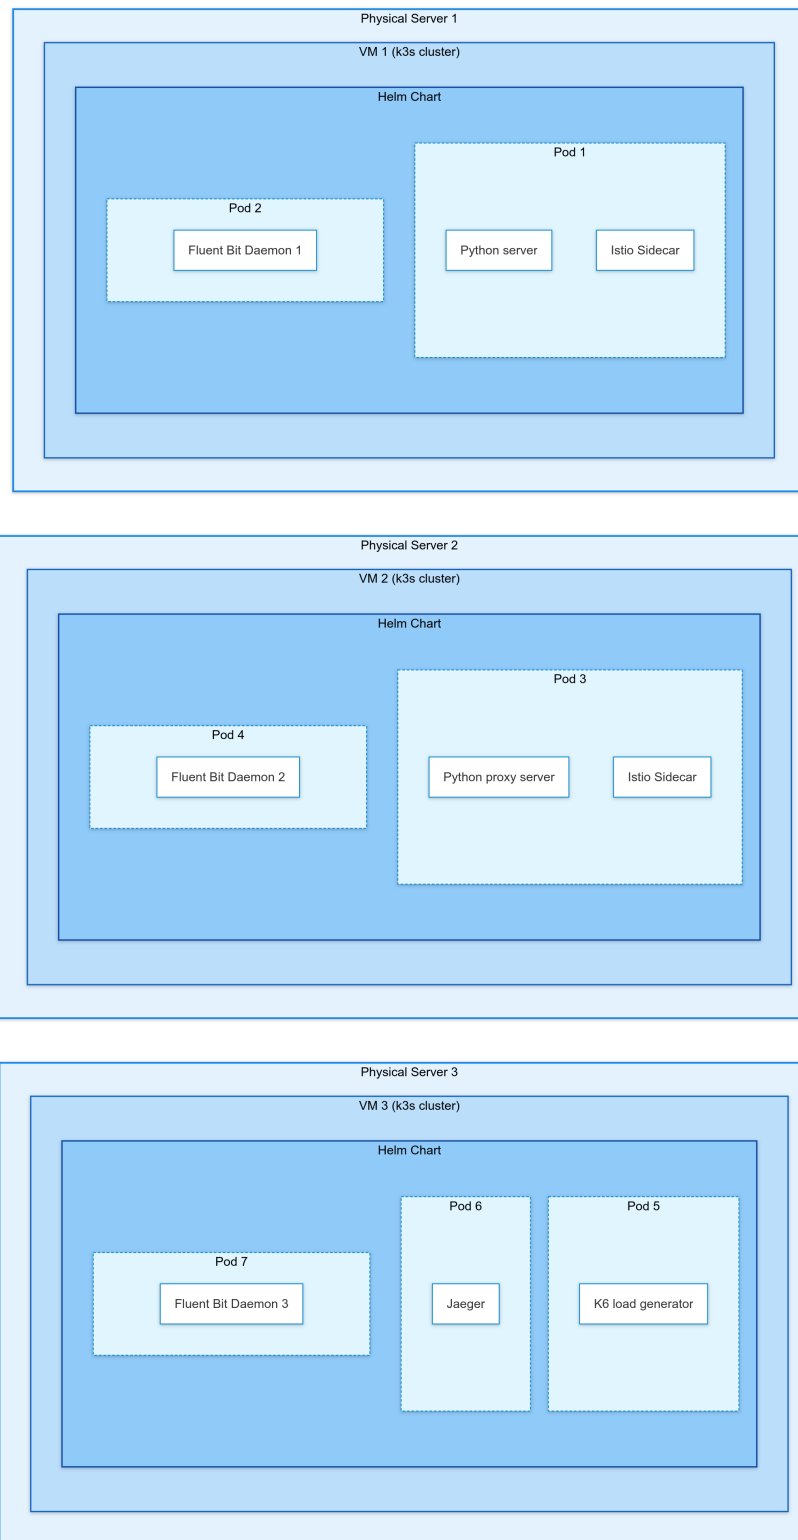 Physical Server 1
VM 1 (k3s cluster)
Helm Chart
Pod 1
Pod 2
Fluent Bit Daemon 1
Python server
Istio Sidecar
Physical Server 2
VM 2 (k3s cluster)
Helm Chart
Pod 3
Pod 4
Fluent Bit Daemon 2
Python proxy server
Istio Sidecar
Physical Server 3
VM 3 (k3s cluster)
Helm Chart
Pod 6
Pod 5
Pod 7
Fluent Bit Daemon 3
Jaeger
K6 load generator